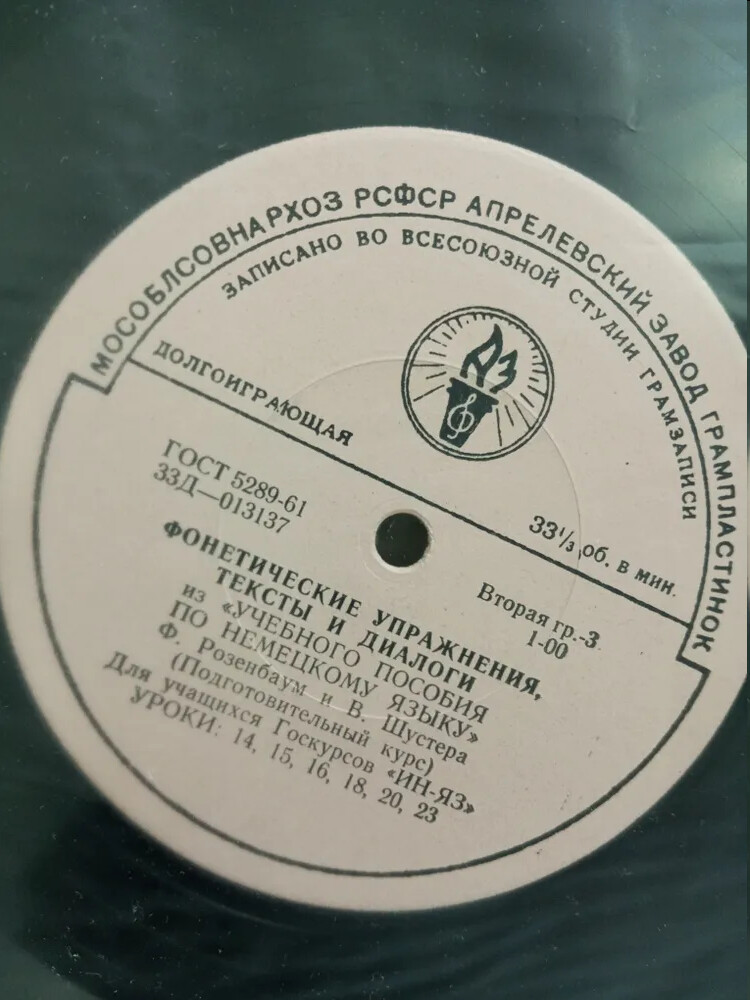 МОСОБЛСОВНАРХОЗ РСФСР АПРЕЛЕВСКИЙ ЗАВОД ГРАМПЛАСТИНОК
ЗАПИСАНО ВО ВСЕСОЮЗНОЙ СТУДИИ ГРАМЗАПИСИ
АЗ
ДОЛГОИГРАЮЩАЯ
33⅓ об. в мин.
ГОСТ 5289-61
33Д—013137
Вторая гр.-3
1-00
ФОНЕТИЧЕСКИЕ УПРАЖНЕНИЯ,
ТЕКСТЫ И ДИАЛОГИ
из «УЧЕБНОГО ПОСОБИЯ
ПО НЕМЕЦКОМУ ЯЗЫКУ»
Ф. Розенбаум и В. Шустера
(Подготовительный курс)
Для учащихся Госкурсов «ИН-ЯЗ»
УРОКИ: 14, 15, 16, 18, 20, 23